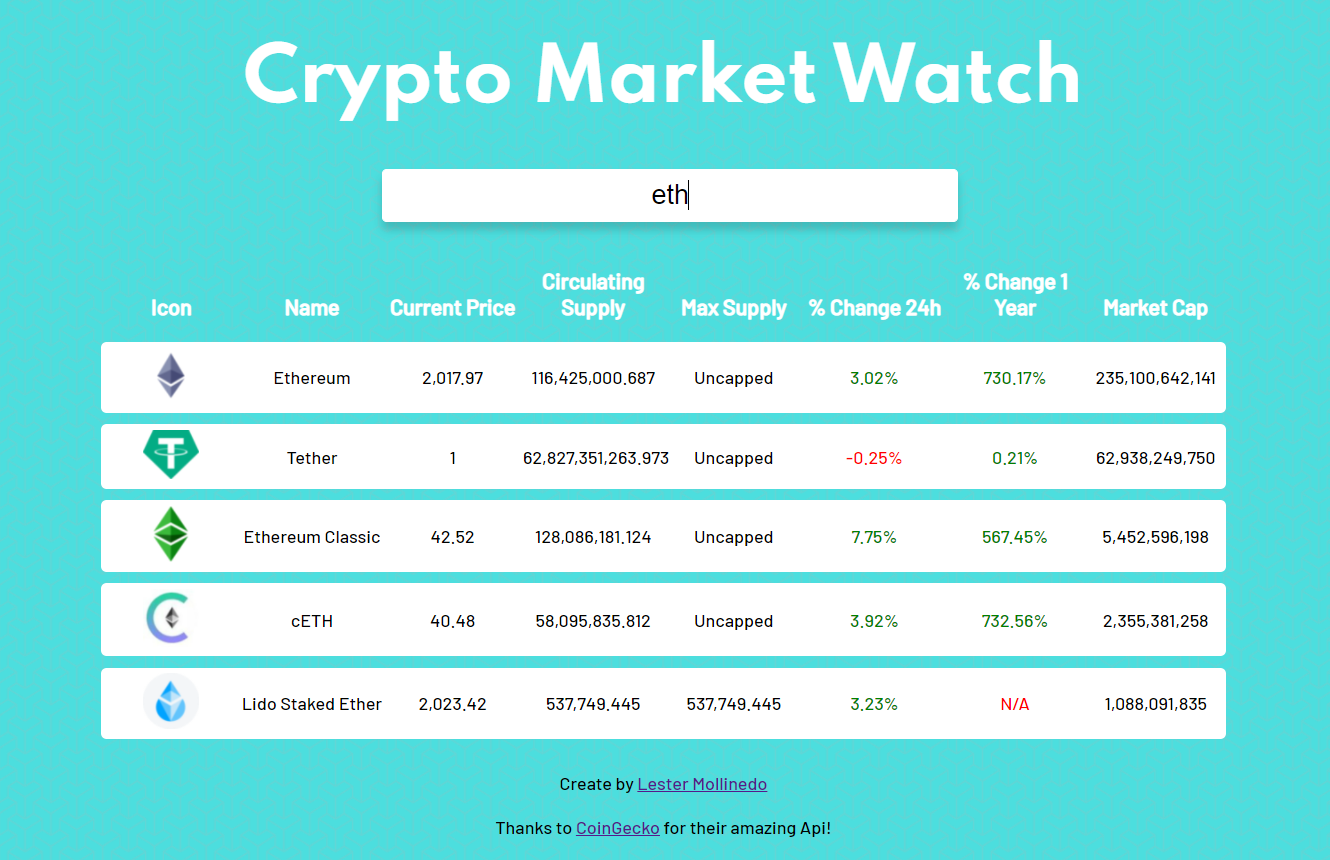 Crypto Market Watch
eth
Icon Name Current Price Circulating Supply Max Supply % Change 24h % Change 1 Year Market Cap
Ethereum 2,017.97 116,425,000.687 Uncapped 3.02% 730.17% 235,100,642,141
Tether 1 62,827,351,263.973 Uncapped -0.25% 0.21% 62,938,249,750
Ethereum Classic 42.52 128,086,181.124 Uncapped 7.75% 567.45% 5,452,596,198
cETH 40.48 58,095,835.812 Uncapped 3.92% 732.56% 2,355,381,258
Lido Staked Ether 2,023.42 537,749.445 537,749.445 3.23% N/A 1,088,091,835
Create by Lester Mollinedo
Thanks to CoinGecko for their amazing Api!